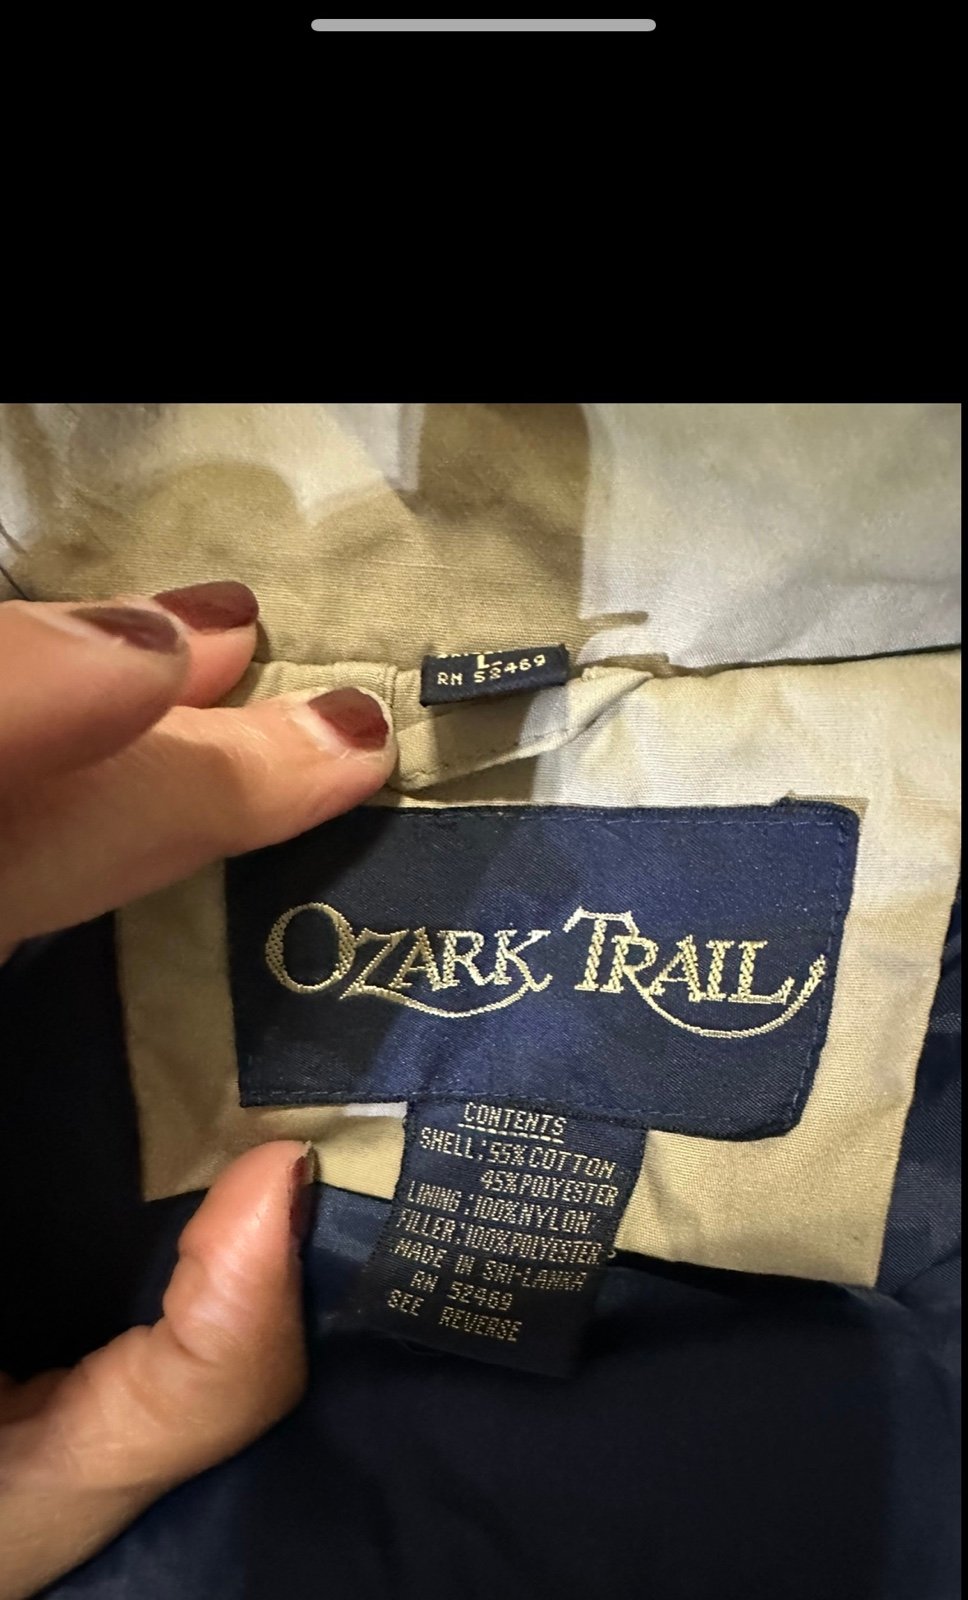 L
RN 52469
OZARK TRAIL
CONTENTS
SHELL: 55% COTTON
45% POLYESTER
LINING: 100% NYLON
FILLER: 100% POLYESTER
MADE IN SRI-LANKA
RN 52469
SEE REVERSE